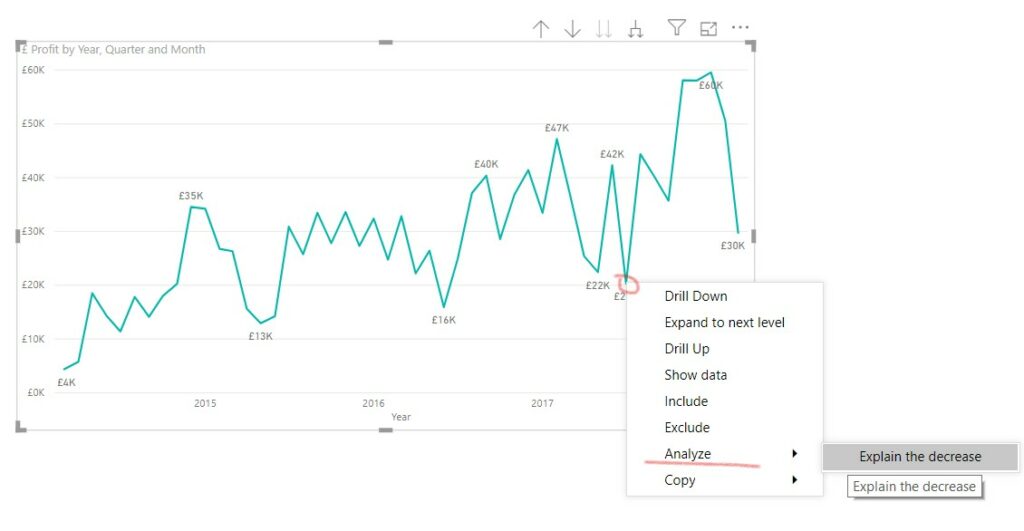 £ Profit by Year, Quarter and Month
£60K
£60K
£50K
£47K
£42K
£40K
£40K
£35K
£30K
£30K
£20K
£22K
£16K
£13K
£10K
£4K
£0K
2015
2016
2017
Year
Drill Down
Expand to next level
Drill Up
Show data
Include
Exclude
Analyze
Explain the decrease
Explain the decrease
Copy